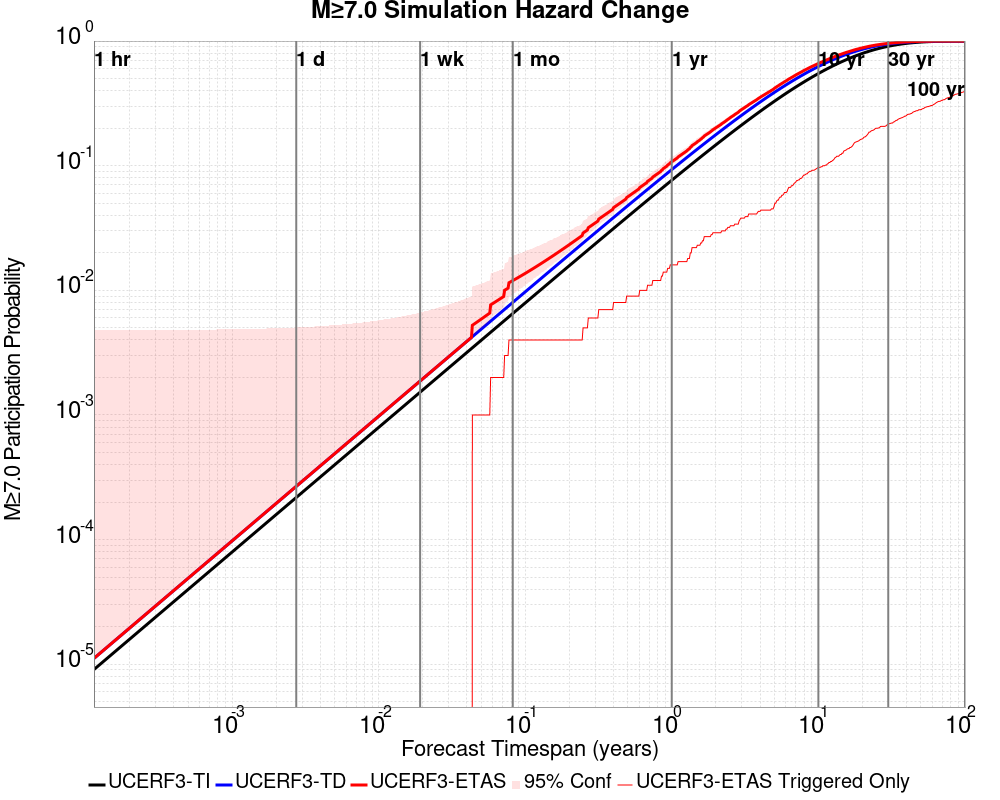 M≥7.0 Simulation Hazard Change
10^0
10^-1
10^-2
10^-3
10^-4
10^-5
M≥7.0 Participation Probability
1 hr
1 d
1 wk
1 mo
1 yr
10 yr
30 yr
100 yr
10^-3
10^-2
10^-1
10^0
10^1
10^2
Forecast Timespan (years)
UCERF3-TI UCERF3-TD UCERF3-ETAS 95% Conf UCERF3-ETAS Triggered Only